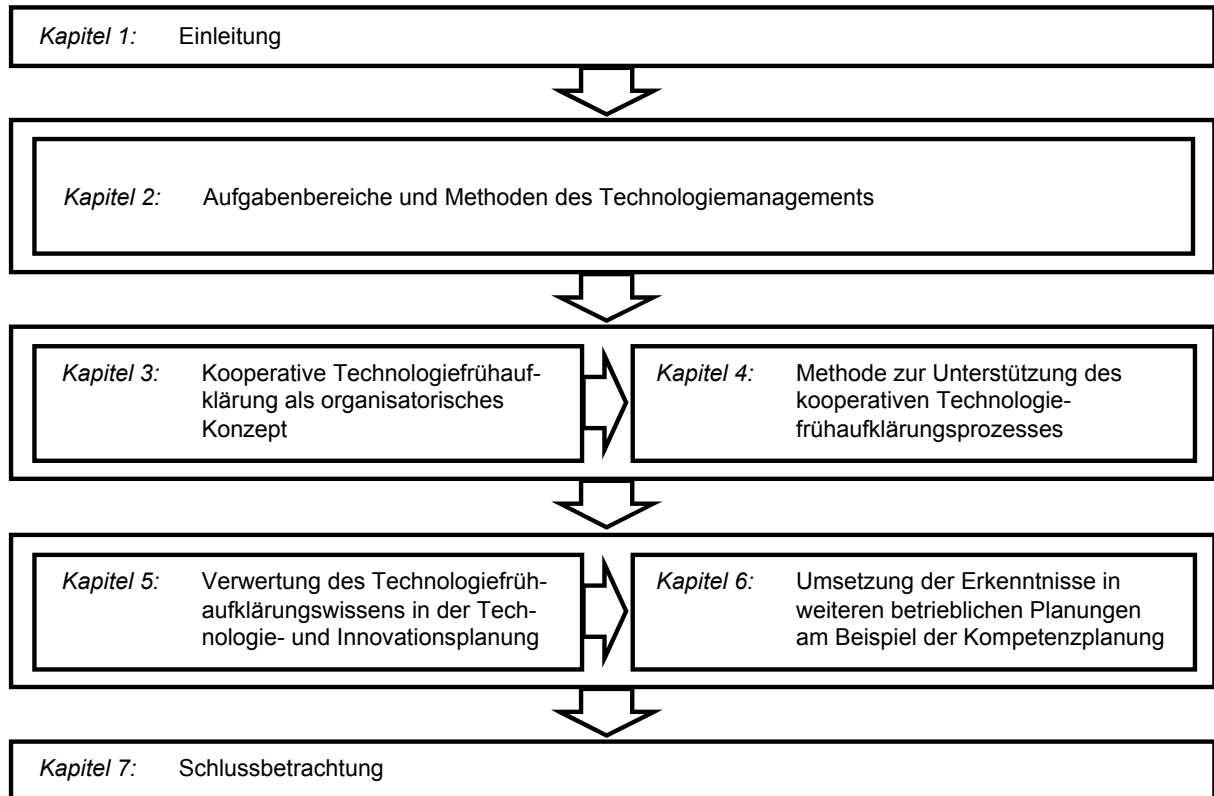 Kapitel 1: Einleitung
Kapitel 2: Aufgabenbereiche und Methoden des Technologiemanagements
Kapitel 3: Kooperative Technologiefrühauf-
klärung als organisatorisches
Konzept
Kapitel 4: Methode zur Unterstützung des
kooperativen Technologie-
frühaufklärungsprozesses
Kapitel 5: Verwertung des Technologiefrüh-
aufklärungswissens in der Tech-
nologie- und Innovationsplanung
Kapitel 6: Umsetzung der Erkenntnisse in
weiteren betrieblichen Planungen
am Beispiel der Kompetenzplanung
Kapitel 7: Schlussbetrachtung